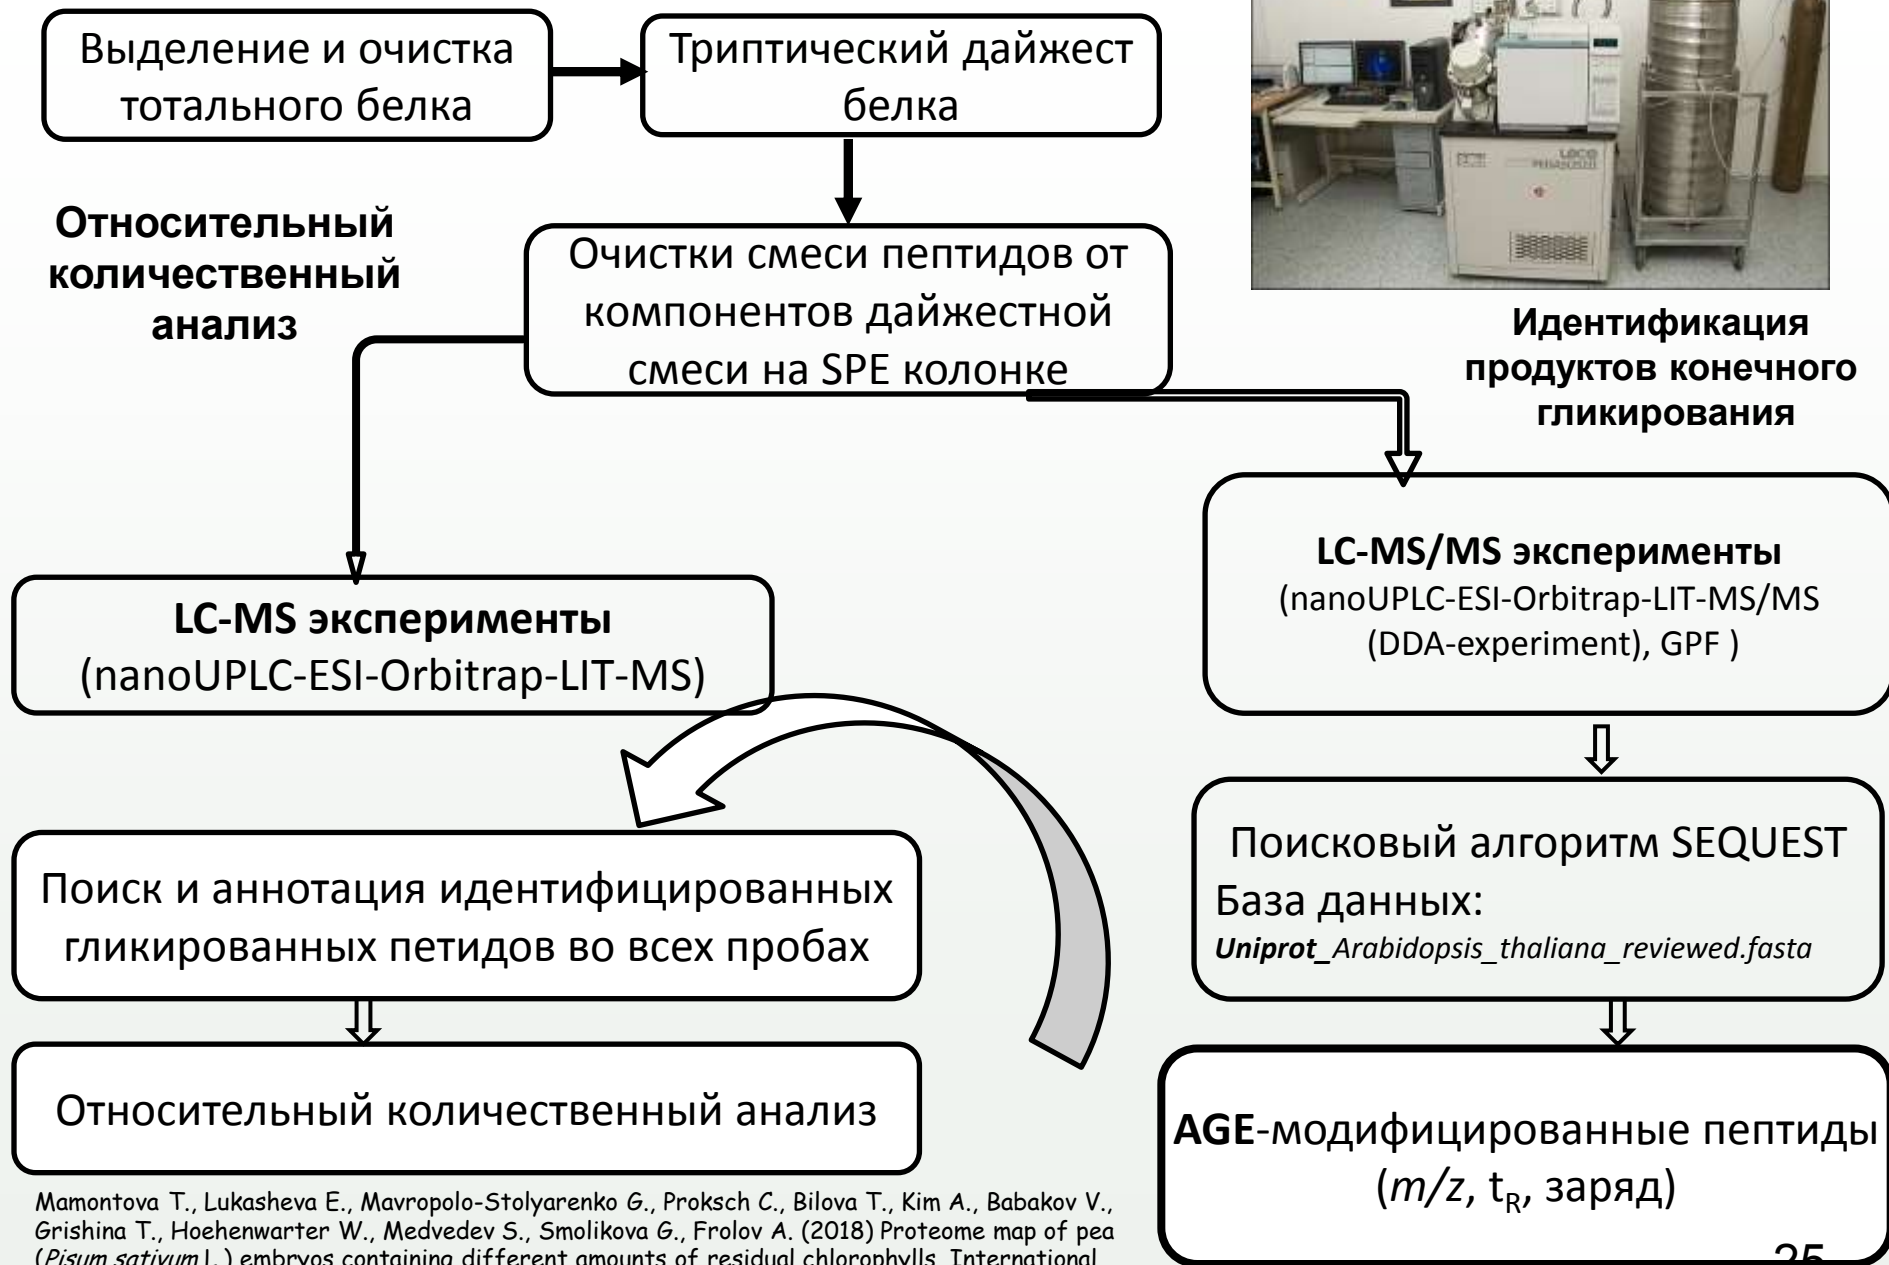 Выделение и очистка
тотального белка
Триптический дайжест
белка
Относительный
количественный
анализ
Очистки смеси пептидов от
компонентов дайжестной
смеси на SPE колонке
Идентификация
продуктов конечного
гликирования
LC-MS эксперименты
(nanoUPLC-ESI-Orbitrap-LIT-MS)
LC-MS/MS эксперименты
(nanoUPLC-ESI-Orbitrap-LIT-MS/MS
(DDA-experiment), GPF )
Поиск и аннотация идентифицированных
гликированных петидов во всех пробах
Поисковый алгоритм SEQUEST
База данных:
Uniprot_Arabidopsis_thaliana_reviewed.fasta
Относительный количественный анализ
AGE-модифицированные пептиды
(m/z, tR, заряд)
Mamontova T., Lukasheva E., Mavropolo-Stolyarenko G., Proksch C., Bilova T., Kim A., Babakov V.,
Grishina T., Hoehenwarter W., Medvedev S., Smolikova G., Frolov A. (2018) Proteome map of pea
(Pisum sativum L.) embryos containing different amounts of residual chlorophylls. International
25